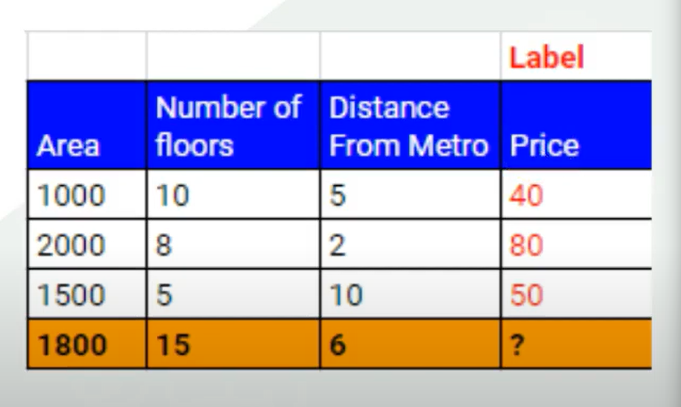 Label
Area Number of floors Distance From Metro Price
1000 10 5 40
2000 8 2 80
1500 5 10 50
1800 15 6 ?